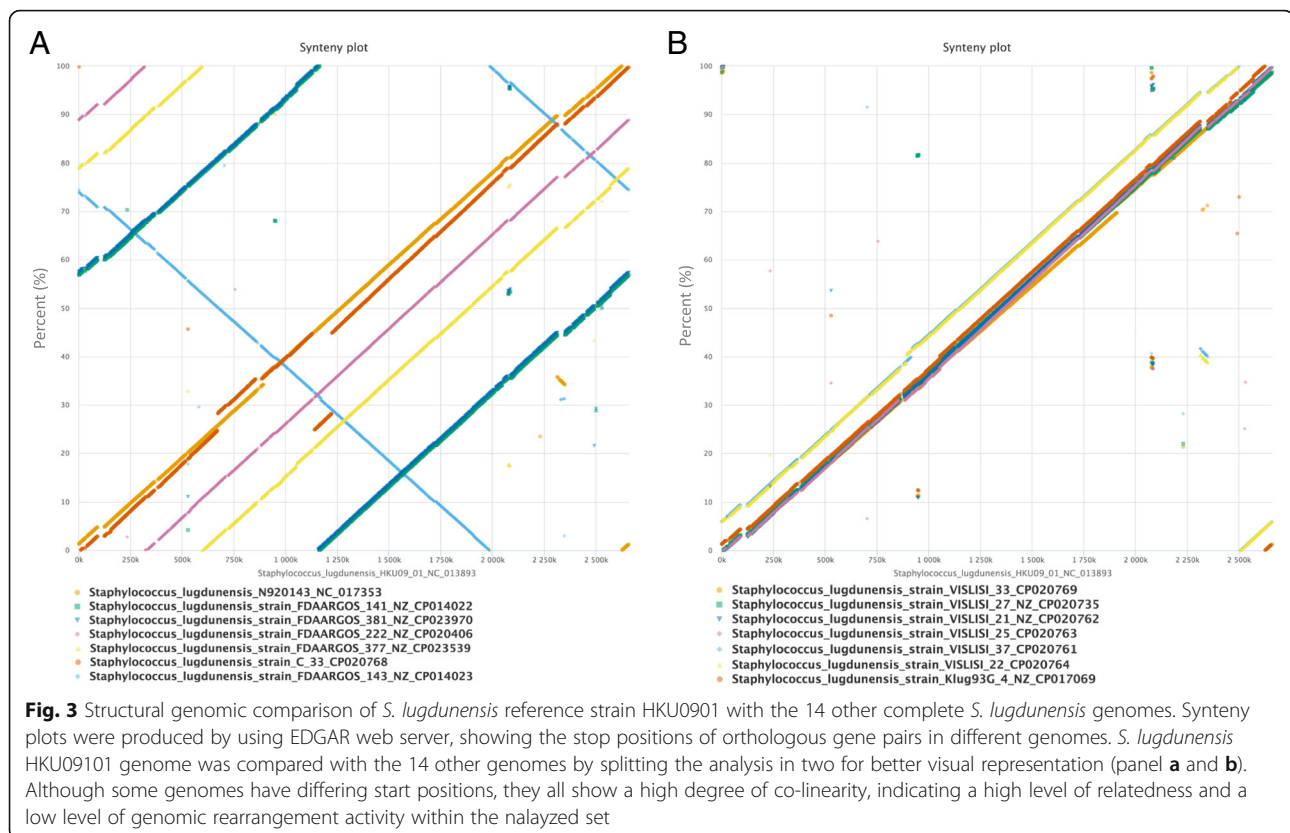 A
Synteny plot
Percent (%)
100
90
80
70
60
50
40
30
20
10
0
0k
250k
500k
750k
1 000k
1 250k
1 500k
1 750k
2 000k
2 250k
2 500k
Staphylococcus_lugdunensis_HKU09_01_NC_013893
Staphylococcus_lugdunensis_N920143_NC_017353
Staphylococcus_lugdunensis_strain_FDAARGOS_141_NZ_CP014022
Staphylococcus_lugdunensis_strain_FDAARGOS_381_NZ_CP023970
Staphylococcus_lugdunensis_strain_FDAARGOS_222_NZ_CP020406
Staphylococcus_lugdunensis_strain_FDAARGOS_377_NZ_CP023539
Staphylococcus_lugdunensis_strain_C_33_CP020768
Staphylococcus_lugdunensis_strain_FDAARGOS_143_NZ_CP014023
B
Synteny plot
Percent (%)
100
90
80
70
60
50
40
30
20
10
0
0k
250k
500k
750k
1 000k
1 250k
1 500k
1 750k
2 000k
2 250k
2 500k
Staphylococcus_lugdunensis_HKU09_01_NC_013893
Staphylococcus_lugdunensis_strain_VISLISI_33_CP020769
Staphylococcus_lugdunensis_strain_VISLISI_27_NZ_CP020735
Staphylococcus_lugdunensis_strain_VISLISI_21_NZ_CP020762
Staphylococcus_lugdunensis_strain_VISLISI_25_CP020763
Staphylococcus_lugdunensis_strain_VISLISI_37_CP020761
Staphylococcus_lugdunensis_strain_VISLISI_22_CP020764
Staphylococcus_lugdunensis_strain_Klug93G_4_NZ_CP017069
Fig. 3 Structural genomic comparison of S. lugdunensis reference strain HKU0901 with the 14 other complete S. lugdunensis genomes. Synteny
plots were produced by using EDGAR web server, showing the stop positions of orthologous gene pairs in different genomes. S. lugdunensis
HKU09101 genome was compared with the 14 other genomes by splitting the analysis in two for better visual representation (panel a and b).
Although some genomes have differing start positions, they all show a high degree of co-linearity, indicating a high level of relatedness and a
low level of genomic rearrangement activity within the nalayzed set